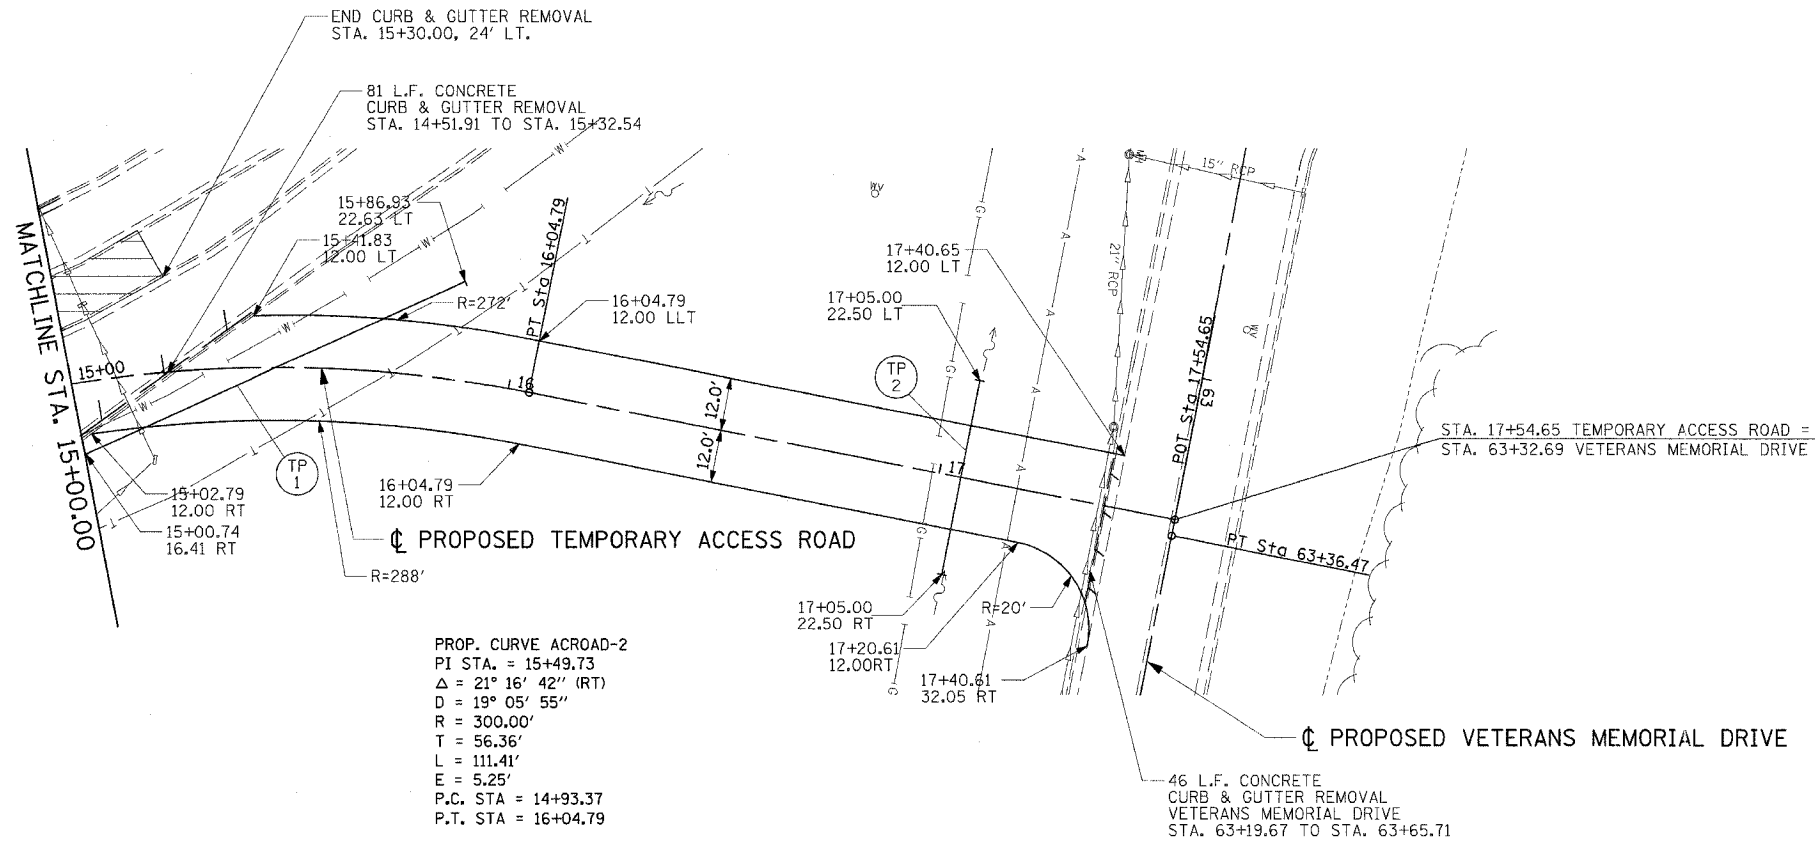 END CURB & GUTTER REMOVAL
STA. 15+30.00, 24' LT.
81 L.F. CONCRETE
CURB & GUTTER REMOVAL
STA. 14+51.91 TO STA. 15+32.54
MATCHLINE STA. 15+00.00
15+86.93
22.63 LT
15+41.83
12.00 LT
R=272'
PT Sta 16+04.79
16+04.79
12.00 LLT
WV
17+40.65
12.00 LT
17+05.00
22.50 LT
MH
15" RCP
21" RCP
WV
POT Sta 17+54.65
63
STA. 17+54.65 TEMPORARY ACCESS ROAD =
STA. 63+32.69 VETERANS MEMORIAL DRIVE
PT Sta 63+36.47
15+00
16
17
12.0'
12.0'
TP
1
TP
2
15+02.79
12.00 RT
15+00.74
16.41 RT
16+04.79
12.00 RT
℄ PROPOSED TEMPORARY ACCESS ROAD
R=288'
17+05.00
22.50 RT
R=20'
17+20.61
12.00RT
17+40.61
32.05 RT
W
W
W
W
G
G
G
G
A
A
A
A
A
PROP. CURVE ACROAD-2
PI STA. = 15+49.73
Δ = 21° 16' 42" (RT)
D = 19° 05' 55"
R = 300.00'
T = 56.36'
L = 111.41'
E = 5.25'
P.C. STA = 14+93.37
P.T. STA = 16+04.79
℄ PROPOSED VETERANS MEMORIAL DRIVE
46 L.F. CONCRETE
CURB & GUTTER REMOVAL
VETERANS MEMORIAL DRIVE
STA. 63+19.67 TO STA. 63+65.71